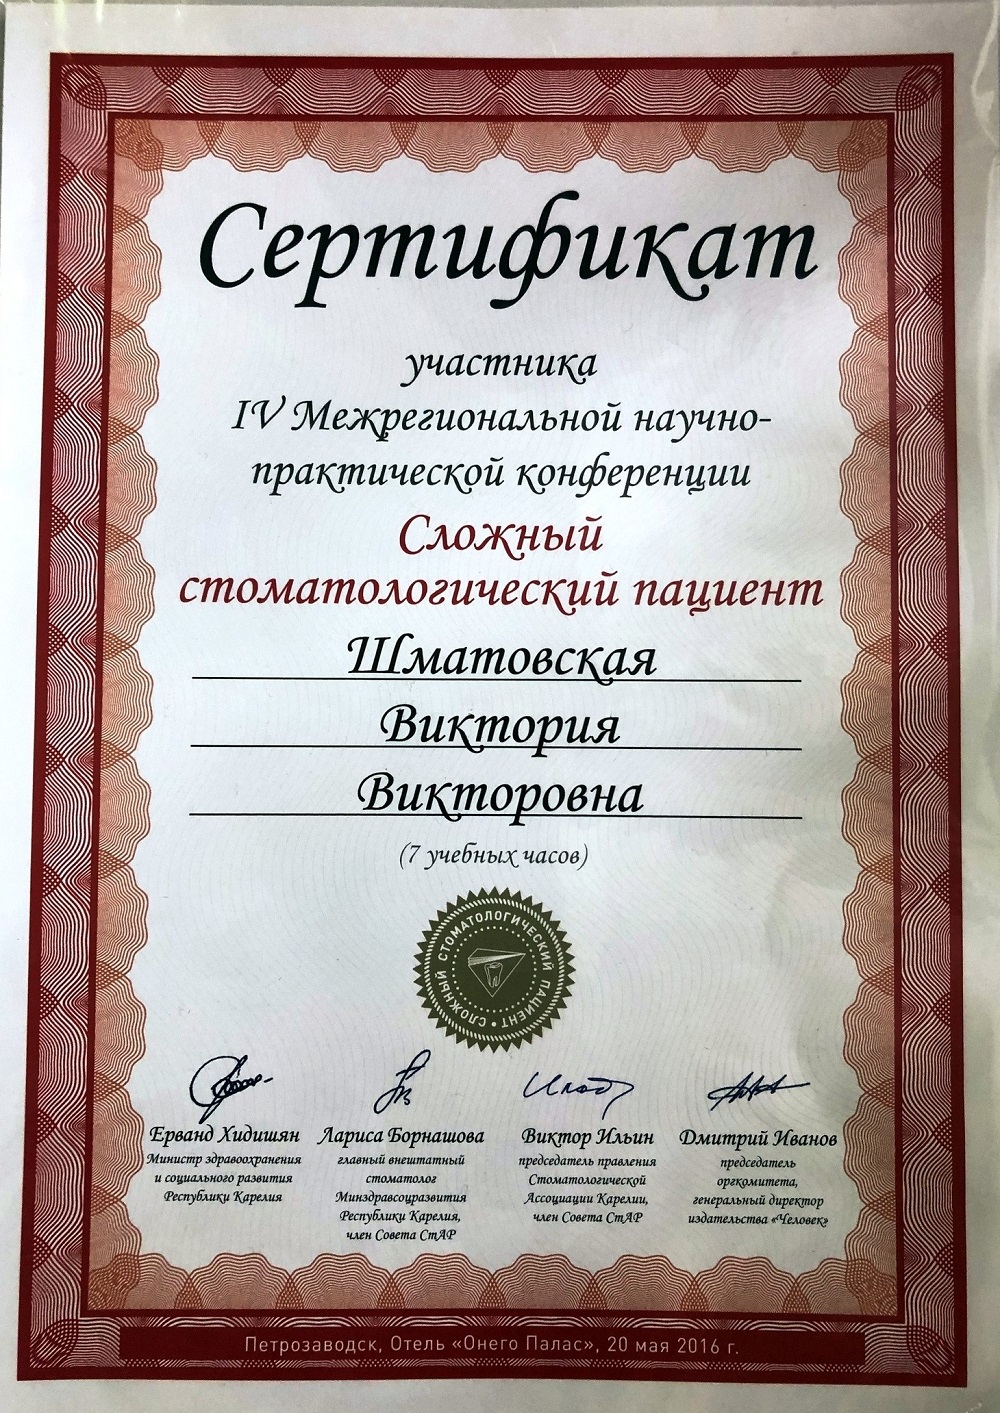 Сертификат
участника
IV Межрегиональной научно-
практической конференции
Сложный
стоматологический пациент
Шматовская
Виктория
Викторовна
(7 учебных часов)
СЛОЖНЫЙ СТОМАТОЛОГИЧЕСКИЙ ПАЦИЕНТ •
Ерванд Хидишян
Министр здравоохранения
и социального развития
Республики Карелия
Лариса Борнашова
главный внештатный
стоматолог
Минздравсоцразвития
Республики Карелия,
член Совета СтАР
Виктор Ильин
председатель правления
Стоматологической
Ассоциации Карелии,
член Совета СтАР
Дмитрий Иванов
председатель
оргкомитета,
генеральный директор
издательства «Человек»
Петрозаводск, Отель «Онего Палас», 20 мая 2016 г.